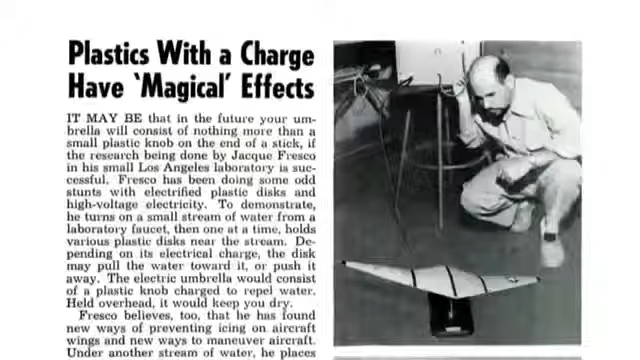 Plastics With a Charge
Have ‘Magical’ Effects
IT MAY BE that in the future your um-
brella will consist of nothing more than a
small plastic knob on the end of a stick, if
the research being done by Jacque Fresco
in his small Los Angeles laboratory is suc-
cessful. Fresco has been doing some odd
stunts with electrified plastic disks and
high-voltage electricity. To demonstrate,
he turns on a small stream of water from a
laboratory faucet, then one at a time, holds
various plastic disks near the stream. De-
pending on its electrical charge, the disk
may pull the water toward it, or push it
away. The electric umbrella would consist
of a plastic knob charged to repel water.
Held overhead, it would keep you dry.
Fresco believes, too, that he has found
new ways of preventing icing on aircraft
wings and new ways to maneuver aircraft.
Under another stream of water, he places